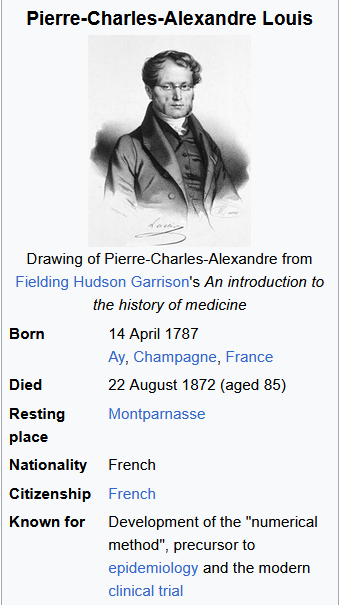 Pierre-Charles-Alexandre Louis
Drawing of Pierre-Charles-Alexandre from
Fielding Hudson Garrison's An introduction to
the history of medicine
Born 14 April 1787
Ay, Champagne, France
Died 22 August 1872 (aged 85)
Resting place Montparnasse
Nationality French
Citizenship French
Known for Development of the "numerical
method", precursor to
epidemiology and the modern
clinical trial